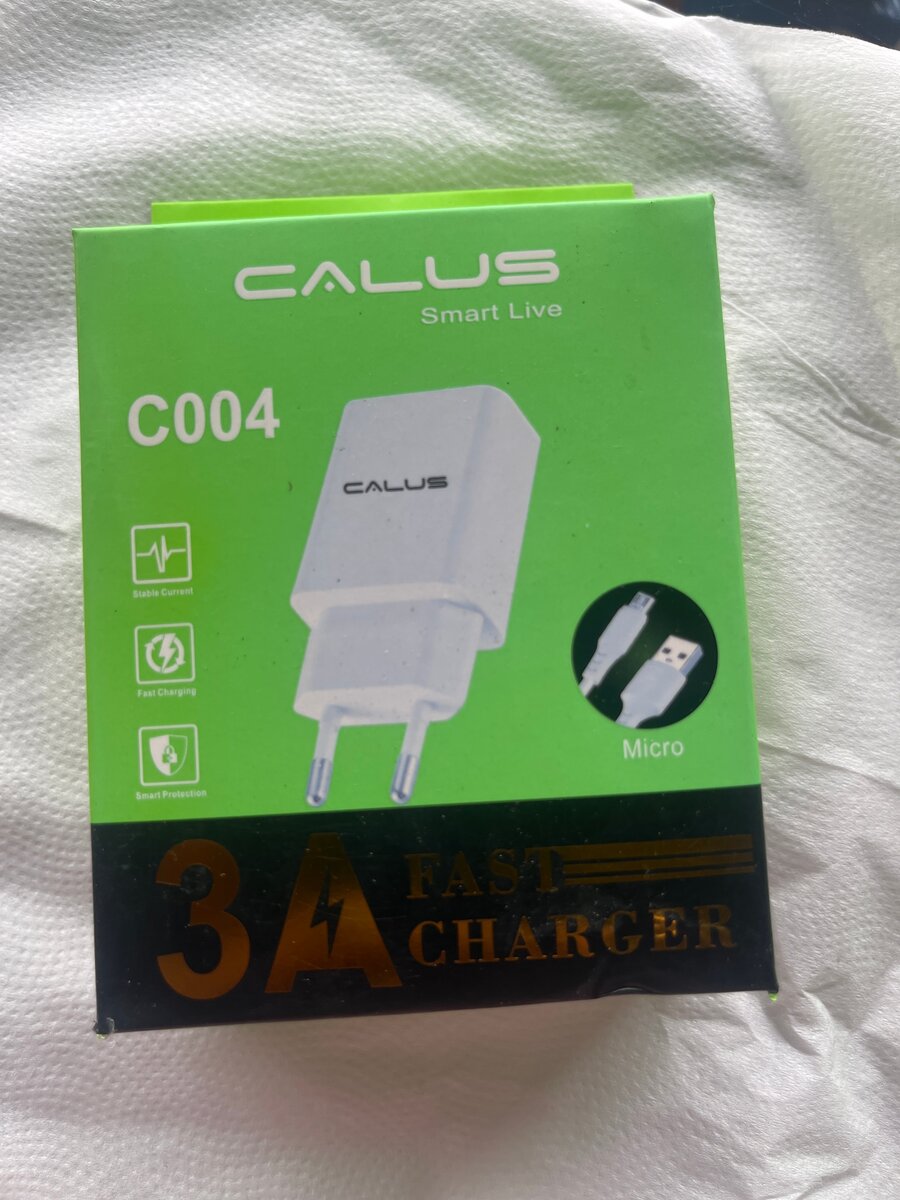 CALUS
Smart Live
C004
CALUS
Stable Current
Fast Charging
Smart Protection
Micro
3A FAST
CHARGER